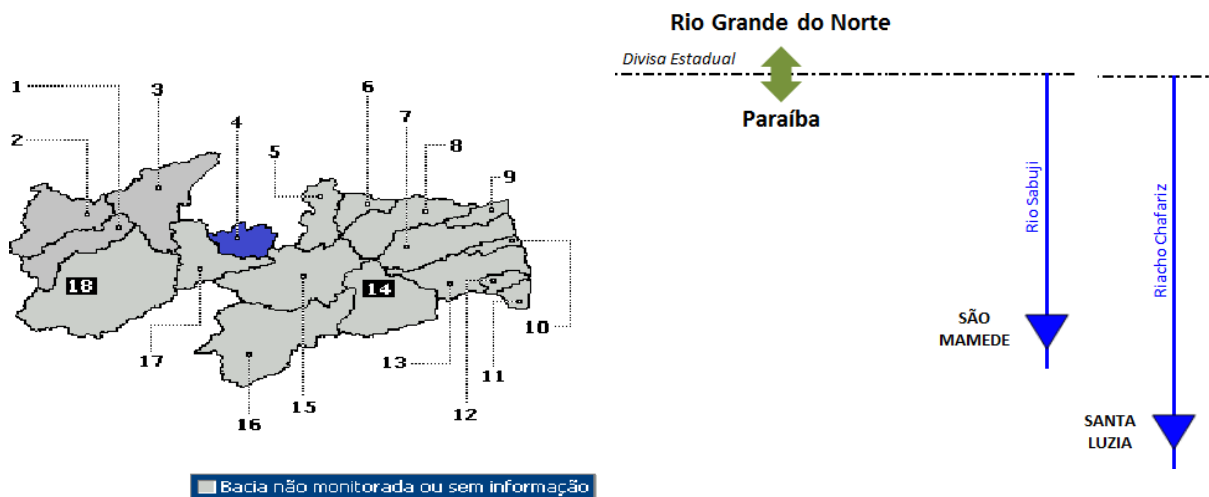 1
2
3
4
5
6
7
8
9
10
11
12
13
14
15
16
17
18
Bacia não monitorada ou sem informação
Rio Grande do Norte
Divisa Estadual
Paraíba
Rio Sabuji
Riacho Chafariz
SÃO
MAMEDE
SANTA
LUZIA